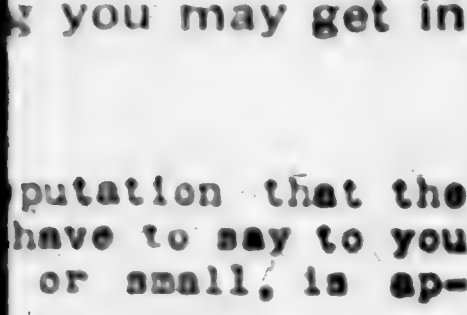 you may get in
putation that the
have to say to you
or small, is ap-